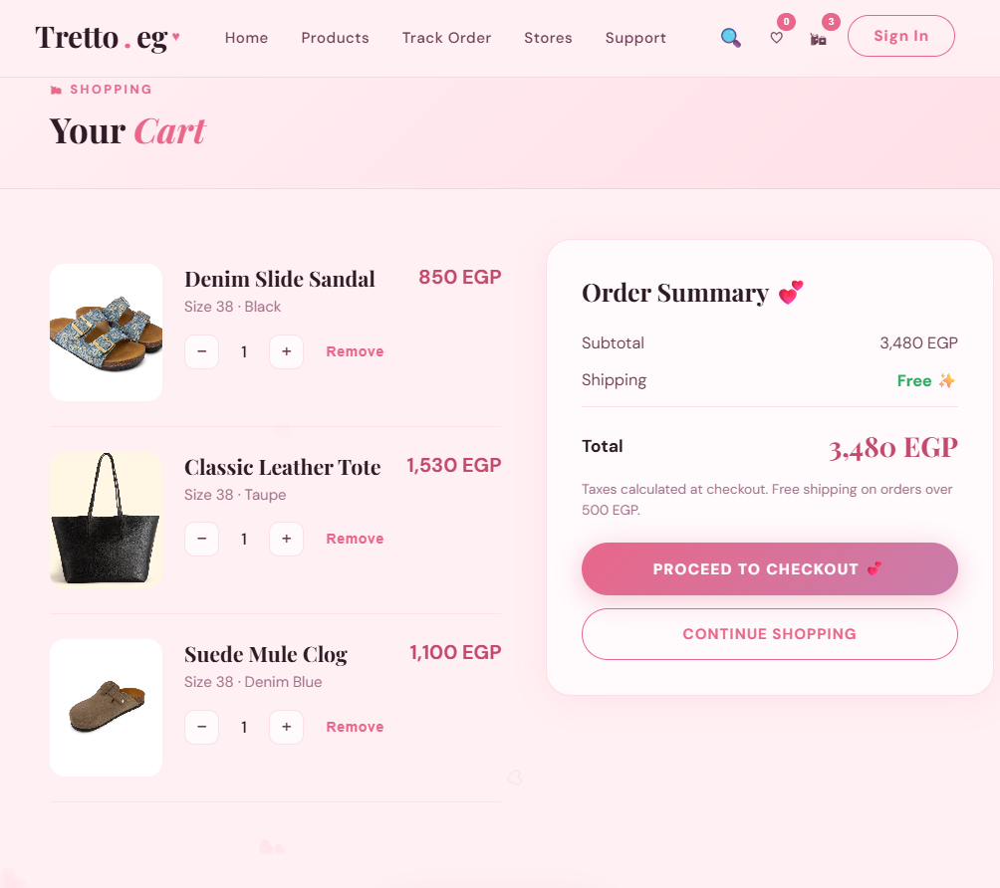 Tretto.eg♥
Home Products Track Order Stores Support 0 3 Sign In
SHOPPING
Your Cart
Denim Slide Sandal 850 EGP
Size 38 · Black
− 1 + Remove
Classic Leather Tote 1,530 EGP
Size 38 · Taupe
− 1 + Remove
Suede Mule Clog 1,100 EGP
Size 38 · Denim Blue
− 1 + Remove
Order Summary 💕
Subtotal 3,480 EGP
Shipping Free ✨
Total 3,480 EGP
Taxes calculated at checkout. Free shipping on orders over
500 EGP.
PROCEED TO CHECKOUT 💕
CONTINUE SHOPPING